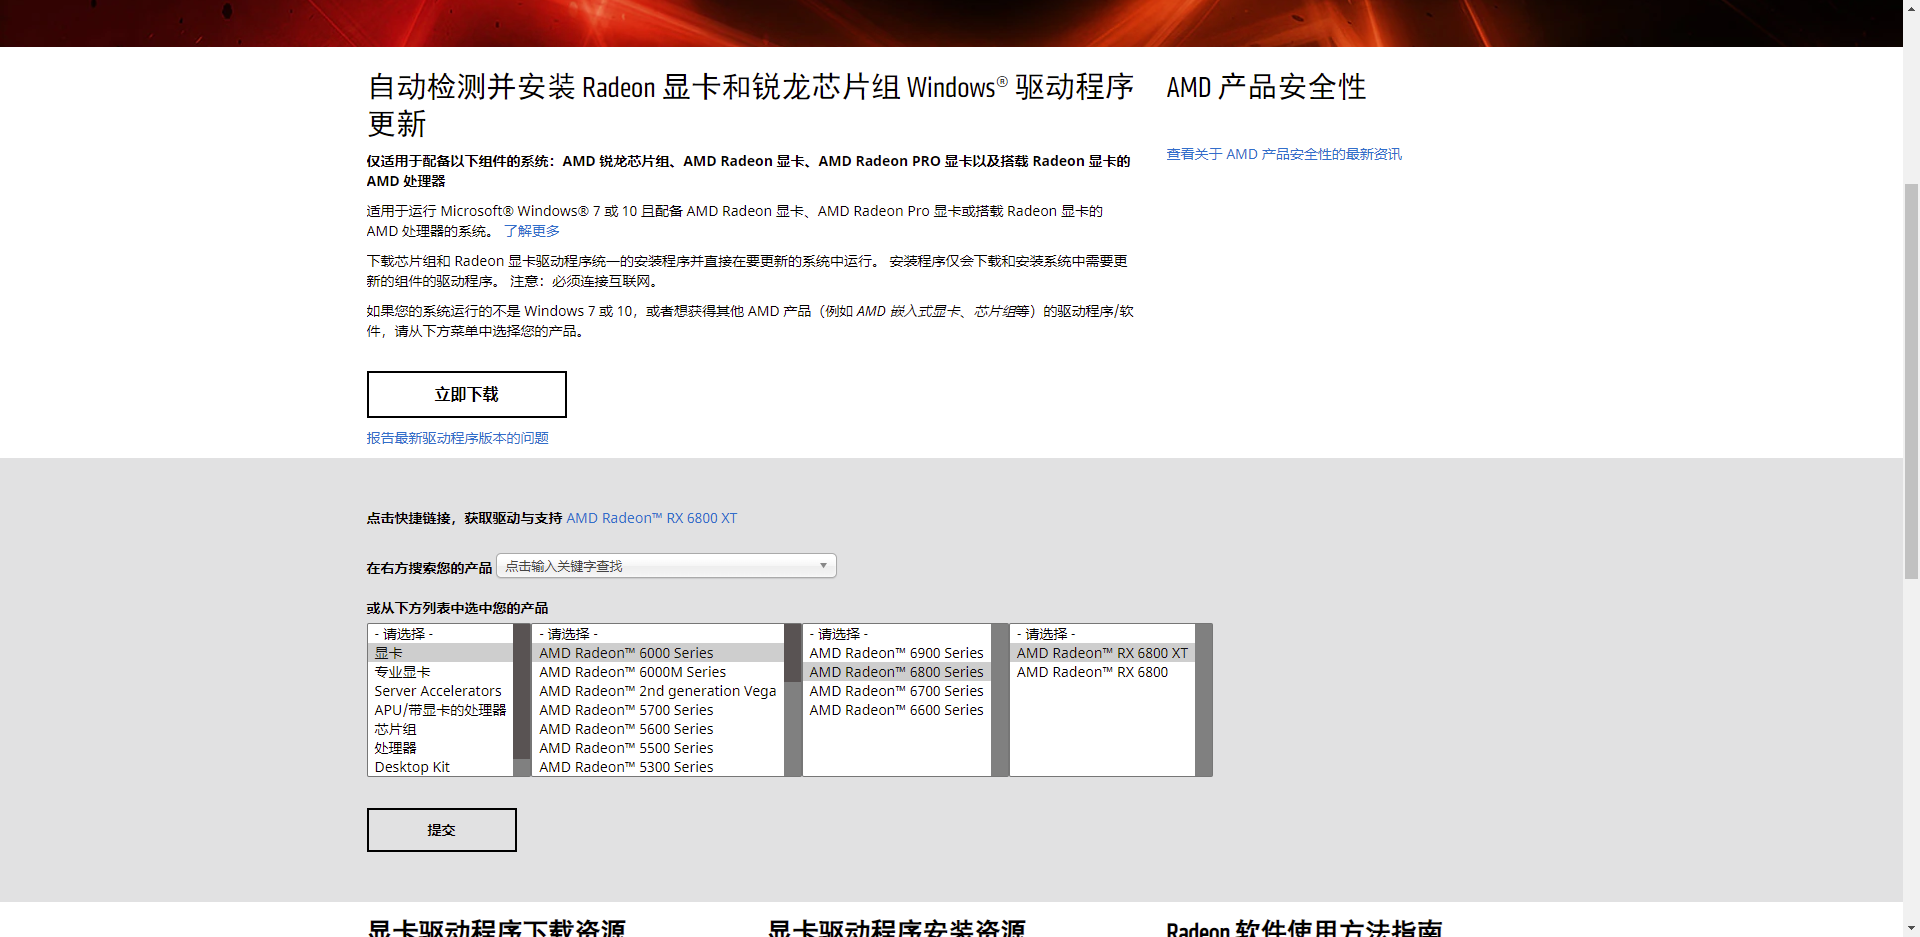 自动检测并安装 Radeon 显卡和锐龙芯片组 Windows® 驱动程序
更新
仅适用于配备以下组件的系统：AMD 锐龙芯片组、AMD Radeon 显卡、AMD Radeon PRO 显卡以及搭载 Radeon 显卡的
AMD 处理器
适用于运行 Microsoft® Windows® 7 或 10 且配备 AMD Radeon 显卡、AMD Radeon Pro 显卡或搭载 Radeon 显卡的
AMD 处理器的系统。 了解更多
下载芯片组和 Radeon 显卡驱动程序统一的安装程序并直接在要更新的系统中运行。 安装程序仅会下载和安装系统中需要更
新的组件的驱动程序。 注意：必须连接互联网。
如果您的系统运行的不是 Windows 7 或 10，或者想获得其他 AMD 产品（例如 AMD 嵌入式显卡、芯片组等）的驱动程序/软
件，请从下方菜单中选择您的产品。
立即下载
报告最新驱动程序版本的问题
AMD 产品安全性
查看关于 AMD 产品安全性的最新资讯
点击快捷链接，获取驱动与支持 AMD Radeon™ RX 6800 XT
在右方搜索您的产品 点击输入关键字查找
或从下方列表中选中您的产品
- 请选择 -
显卡
专业显卡
Server Accelerators
APU/带显卡的处理器
芯片组
处理器
Desktop Kit
- 请选择 -
AMD Radeon™ 6000 Series
AMD Radeon™ 6000M Series
AMD Radeon™ 2nd generation Vega
AMD Radeon™ 5700 Series
AMD Radeon™ 5600 Series
AMD Radeon™ 5500 Series
AMD Radeon™ 5300 Series
- 请选择 -
AMD Radeon™ 6900 Series
AMD Radeon™ 6800 Series
AMD Radeon™ 6700 Series
AMD Radeon™ 6600 Series
- 请选择 -
AMD Radeon™ RX 6800 XT
AMD Radeon™ RX 6800
提交
显卡驱动程序下载资源
显卡驱动程序安装资源
Radeon 软件使用方法指南